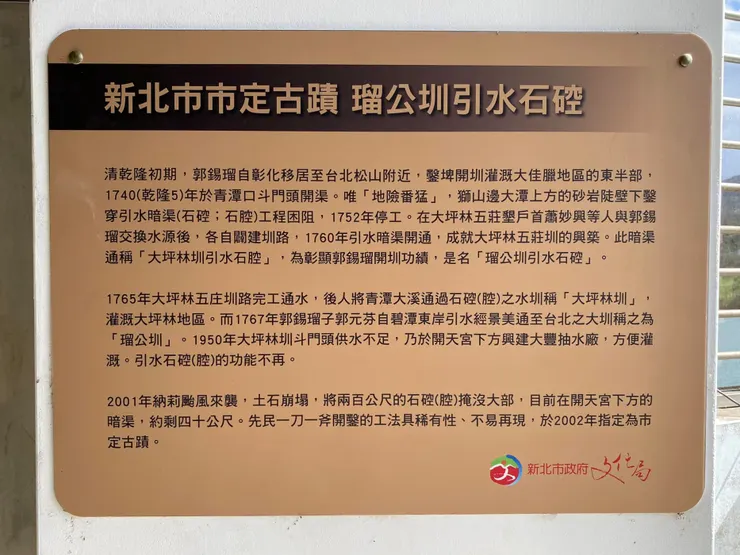 新北市市定古蹟 瑠公圳引水石硿
清乾隆初期，郭錫瑠自彰化移居至台北松山附近，鑿埤開圳灌溉大佳臘地區的東半部，
1740(乾隆5)年於青潭口斗門頭開渠。唯「地險番猛」，獅山邊大潭上方的砂岩陡壁下鑿
穿引水暗渠(石硿；石腔)工程困阻，1752年停工。在大坪林五莊墾戶首蕭妙興等人與郭錫
瑠交換水源後，各自闢建圳路，1760年引水暗渠開通，成就大坪林五莊圳的興築。此暗渠
通稱「大坪林圳引水石腔」，為彰顯郭錫瑠開圳功績，是名「瑠公圳引水石硿」。
1765年大坪林五庄圳路完工通水，後人將青潭大溪通過石硿(腔)之水圳稱「大坪林圳」，
灌溉大坪林地區。而1767年郭錫瑠子郭元芬自碧潭東岸引水經景美通至台北之大圳稱之為
「瑠公圳」。1950年大坪林圳斗門頭供水不足，乃於開天宮下方興建大豐抽水廠，方便灌
溉。引水石硿(腔)的功能不再。
2001年納莉颱風來襲，土石崩塌，將兩百公尺的石硿(腔)掩沒大部，目前在開天宮下方的
暗渠，約剩四十公尺。先民一刀一斧開鑿的工法具稀有性、不易再現，於2002年指定為市
定古蹟。
新北市政府 文化局